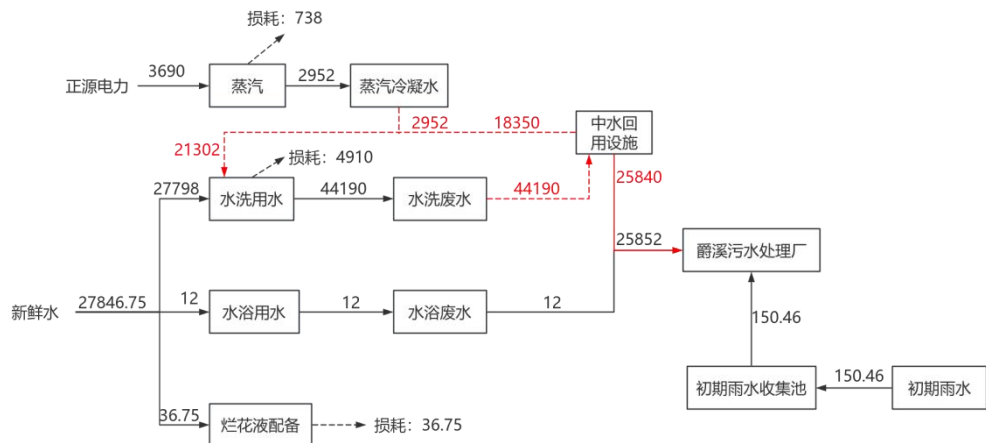 损耗：738
正源电力
3690
蒸汽
2952
蒸汽冷凝水
2952
18350
中水回
用设施
21302
损耗：4910
27798
水洗用水
44190
水洗废水
44190
25840
25852
爵溪污水处理厂
新鲜水
27846.75
12
水浴用水
12
水浴废水
12
150.46
初期雨水收集池
150.46
初期雨水
36.75
烂花液配备
损耗：36.75